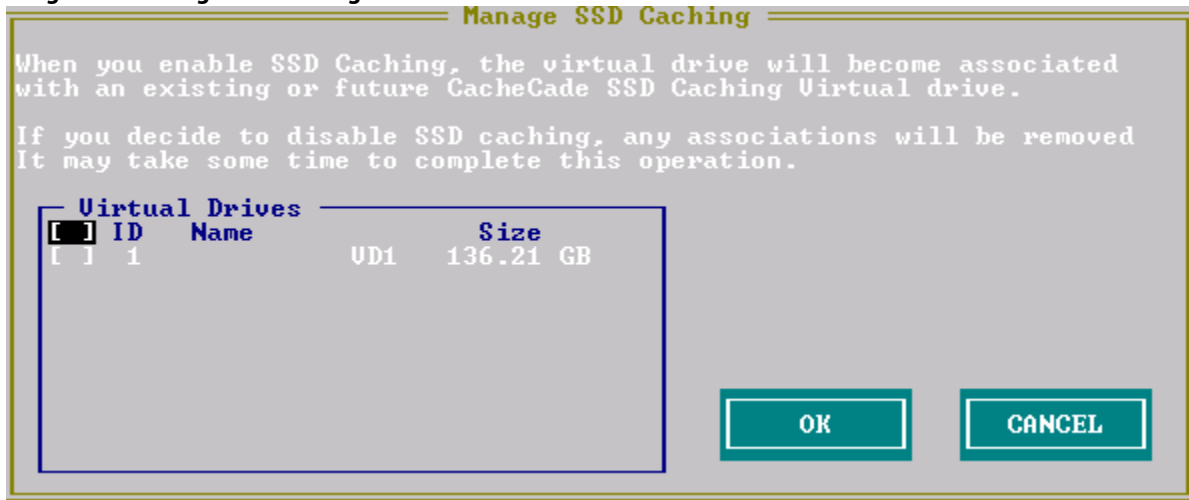 Manage SSD Caching
When you enable SSD Caching, the virtual drive will become associated
with an existing or future CacheCade SSD Caching Virtual drive.
If you decide to disable SSD caching, any associations will be removed
It may take some time to complete this operation.
Virtual Drives
[ ] ID Name Size
[ ] 1 VD1 136.21 GB
OK CANCEL